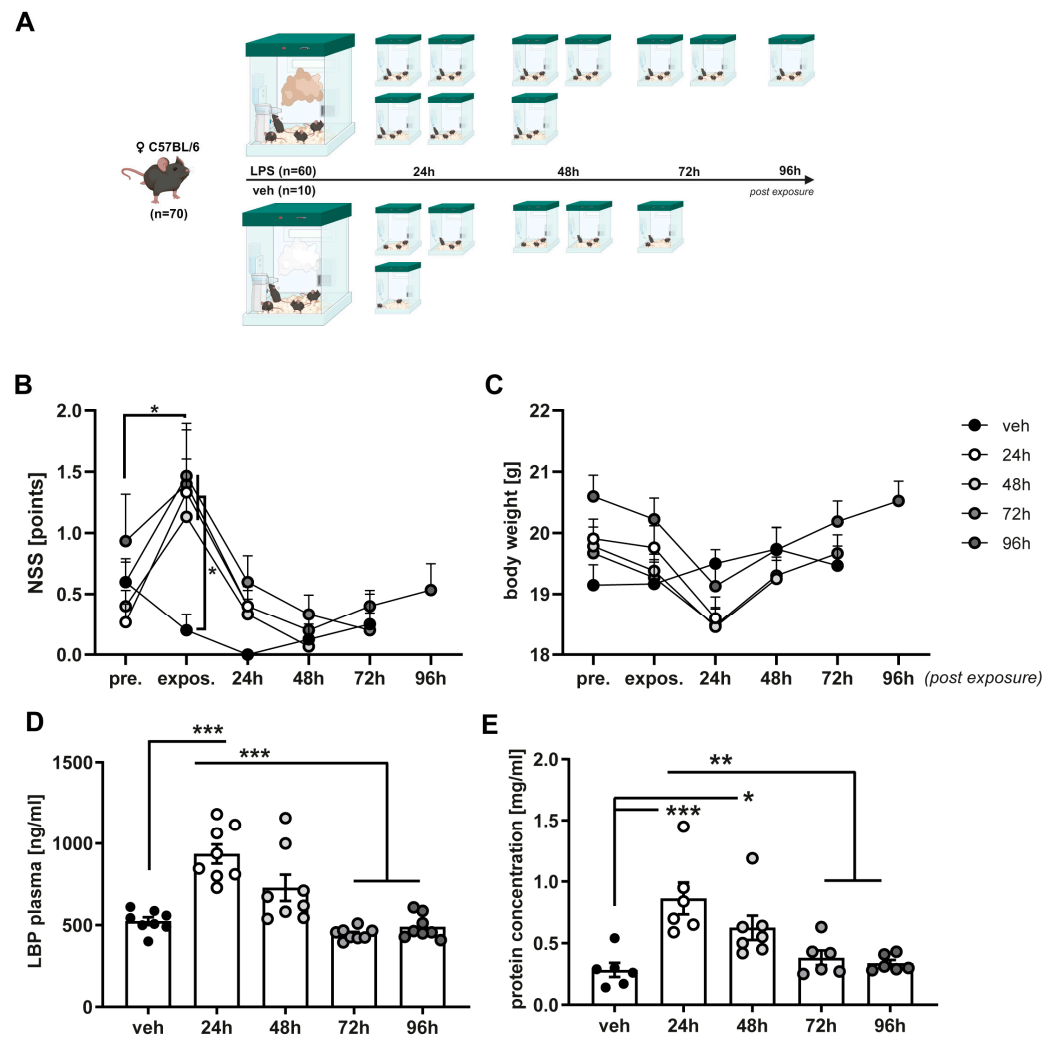 A
♀ C57BL/6
(n=70)
LPS (n=60)
24h
48h
72h
96h
veh (n=10)
post exposure
B
NSS [points]
2.0
1.5
1.0
0.5
0.0
*
*
pre.
expos.
24h
48h
72h
96h
C
body weight [g]
22
21
20
19
18
pre.
expos.
24h
48h
72h
96h
(post exposure)
veh
24h
48h
72h
96h
D
LBP plasma [ng/ml]
1500
1000
500
0
***
***
veh
24h
48h
72h
96h
E
protein concentration [mg/ml]
2.0
1.5
1.0
0.5
0.0
**
*
***
veh
24h
48h
72h
96h